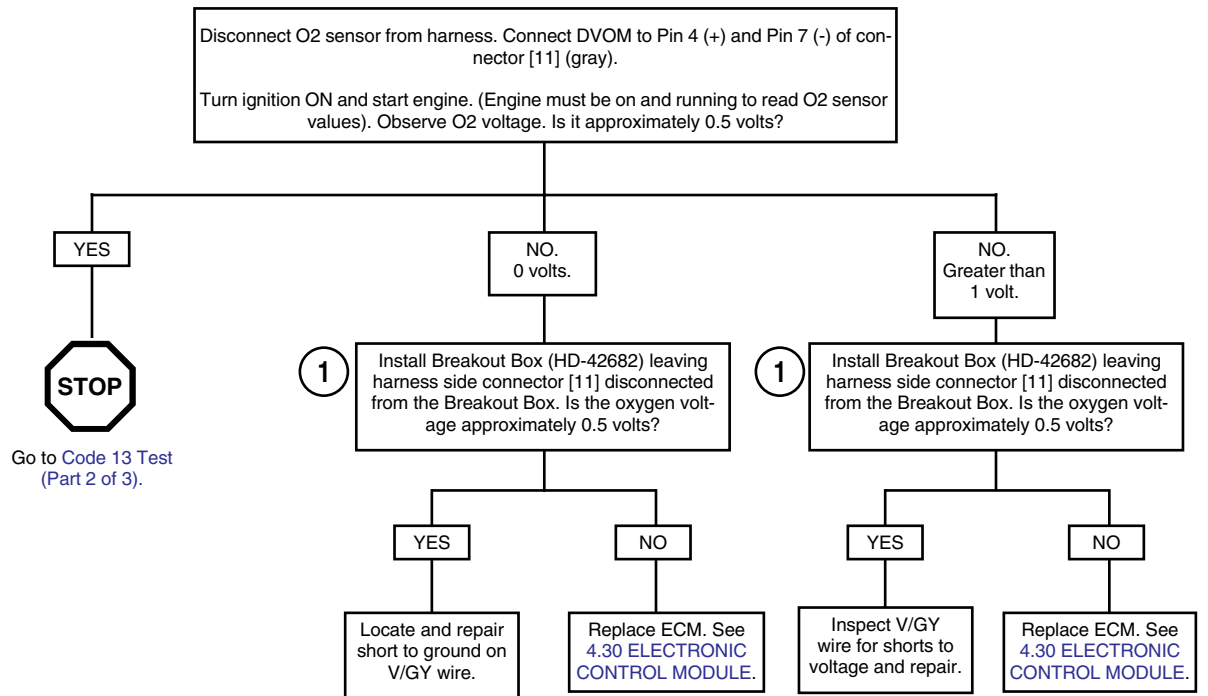 Disconnect O2 sensor from harness. Connect DVOM to Pin 4 (+) and Pin 7 (-) of con-
nector [11] (gray).
Turn ignition ON and start engine. (Engine must be on and running to read O2 sensor
values). Observe O2 voltage. Is it approximately 0.5 volts?
YES
NO.
0 volts.
NO.
Greater than
1 volt.
STOP
Go to Code 13 Test
(Part 2 of 3).
1
Install Breakout Box (HD-42682) leaving
harness side connector [11] disconnected
from the Breakout Box. Is the oxygen volt-
age approximately 0.5 volts?
1
Install Breakout Box (HD-42682) leaving
harness side connector [11] disconnected
from the Breakout Box. Is the oxygen volt-
age approximately 0.5 volts?
YES
NO
YES
NO
Locate and repair
short to ground on
V/GY wire.
Replace ECM. See
4.30 ELECTRONIC
CONTROL MODULE.
Inspect V/GY
wire for shorts to
voltage and repair.
Replace ECM. See
4.30 ELECTRONIC
CONTROL MODULE.